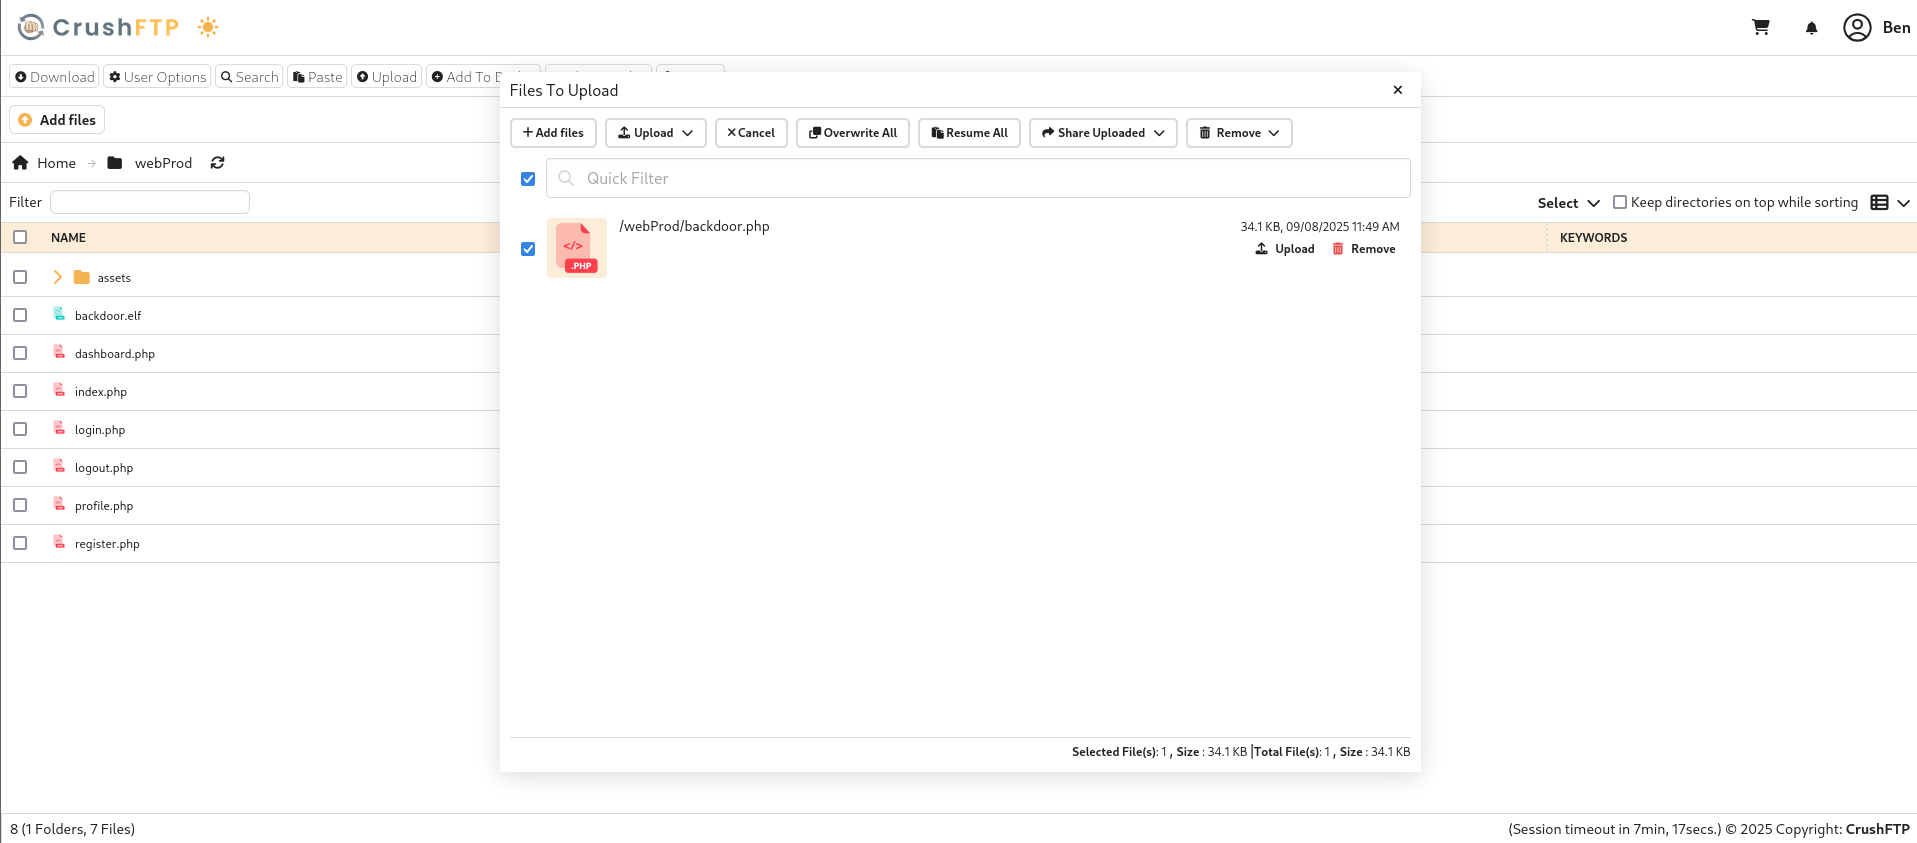 CrushFTP
Ben
Download User Options Search Paste Upload Add To B
Files To Upload
Add files
Add files Upload Cancel Overwrite All Resume All Share Uploaded Remove
Home webProd
Quick Filter
Filter
Select Keep directories on top while sorting
NAME KEYWORDS
/webProd/backdoor.php 34.1 KB, 09/08/2025 11:49 AM
Upload Remove
</>
.PHP
assets
backdoor.elf
dashboard.php
index.php
login.php
logout.php
profile.php
register.php
Selected File(s): 1 , Size : 34.1 KB |Total File(s): 1 , Size : 34.1 KB
8 (1 Folders, 7 Files) (Session timeout in 7min, 17secs.) © 2025 Copyright: CrushFTP